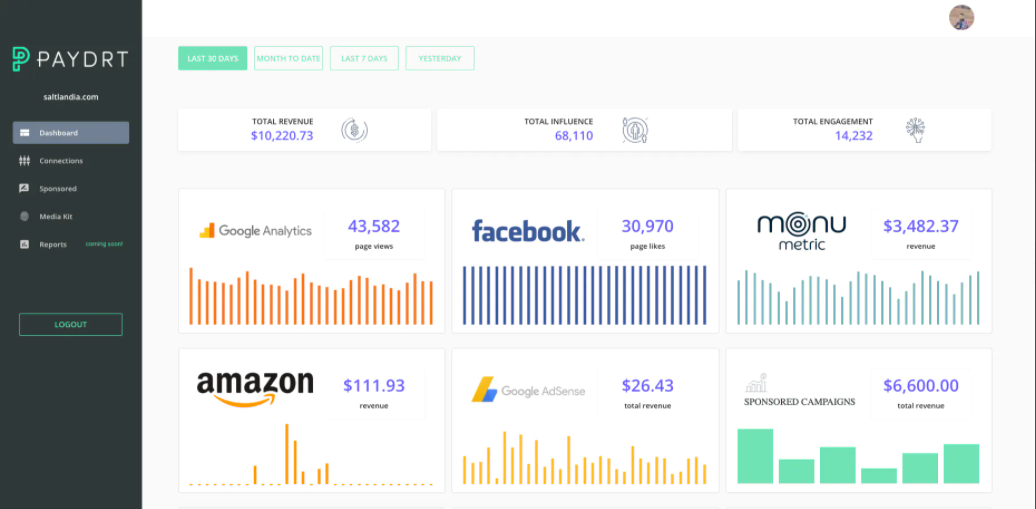 PAYDRT
saltlandia.com
Dashboard
Connections
Sponsored
Media Kit
Reports coming soon!
LOGOUT
LAST 30 DAYS MONTH TO DATE LAST 7 DAYS YESTERDAY
TOTAL REVENUE
$10,220.73
TOTAL INFLUENCE
68,110
TOTAL ENGAGEMENT
14,232
Google Analytics
43,582
page views
facebook.
30,970
page likes
monu
metric
$3,482.37
revenue
amazon
$111.93
revenue
Google AdSense
$26.43
total revenue
SPONSORED CAMPAIGNS
$6,600.00
total revenue